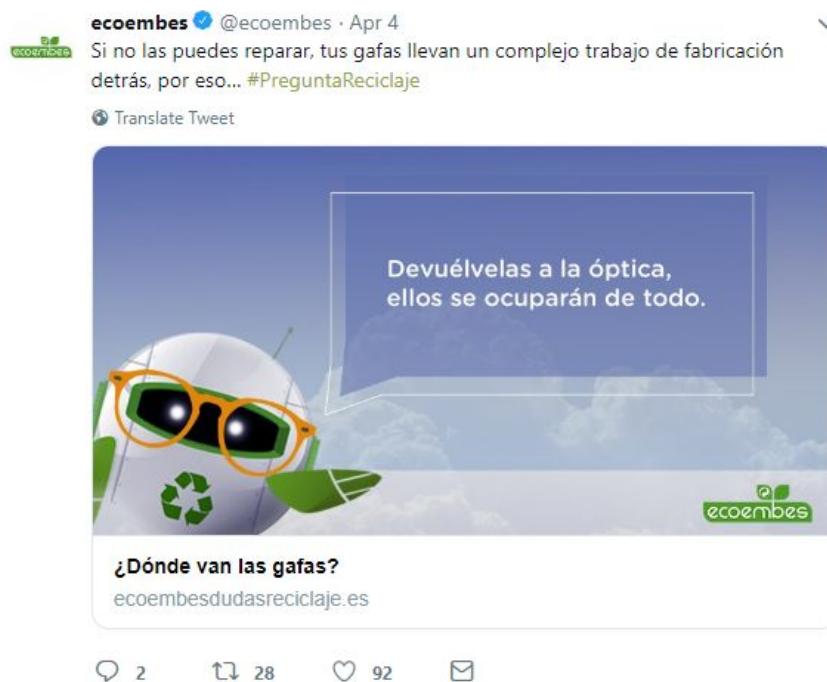 ecoembes @ecoembes · Apr 4
ecoembes
Si no las puedes reparar, tus gafas llevan un complejo trabajo de fabricación
detrás, por eso... #PreguntaReciclaje
Translate Tweet
Devuélvelas a la óptica,
ellos se ocuparán de todo.
ecoembes
¿Dónde van las gafas?
ecoembesdudasreciclaje.es
2 28 92